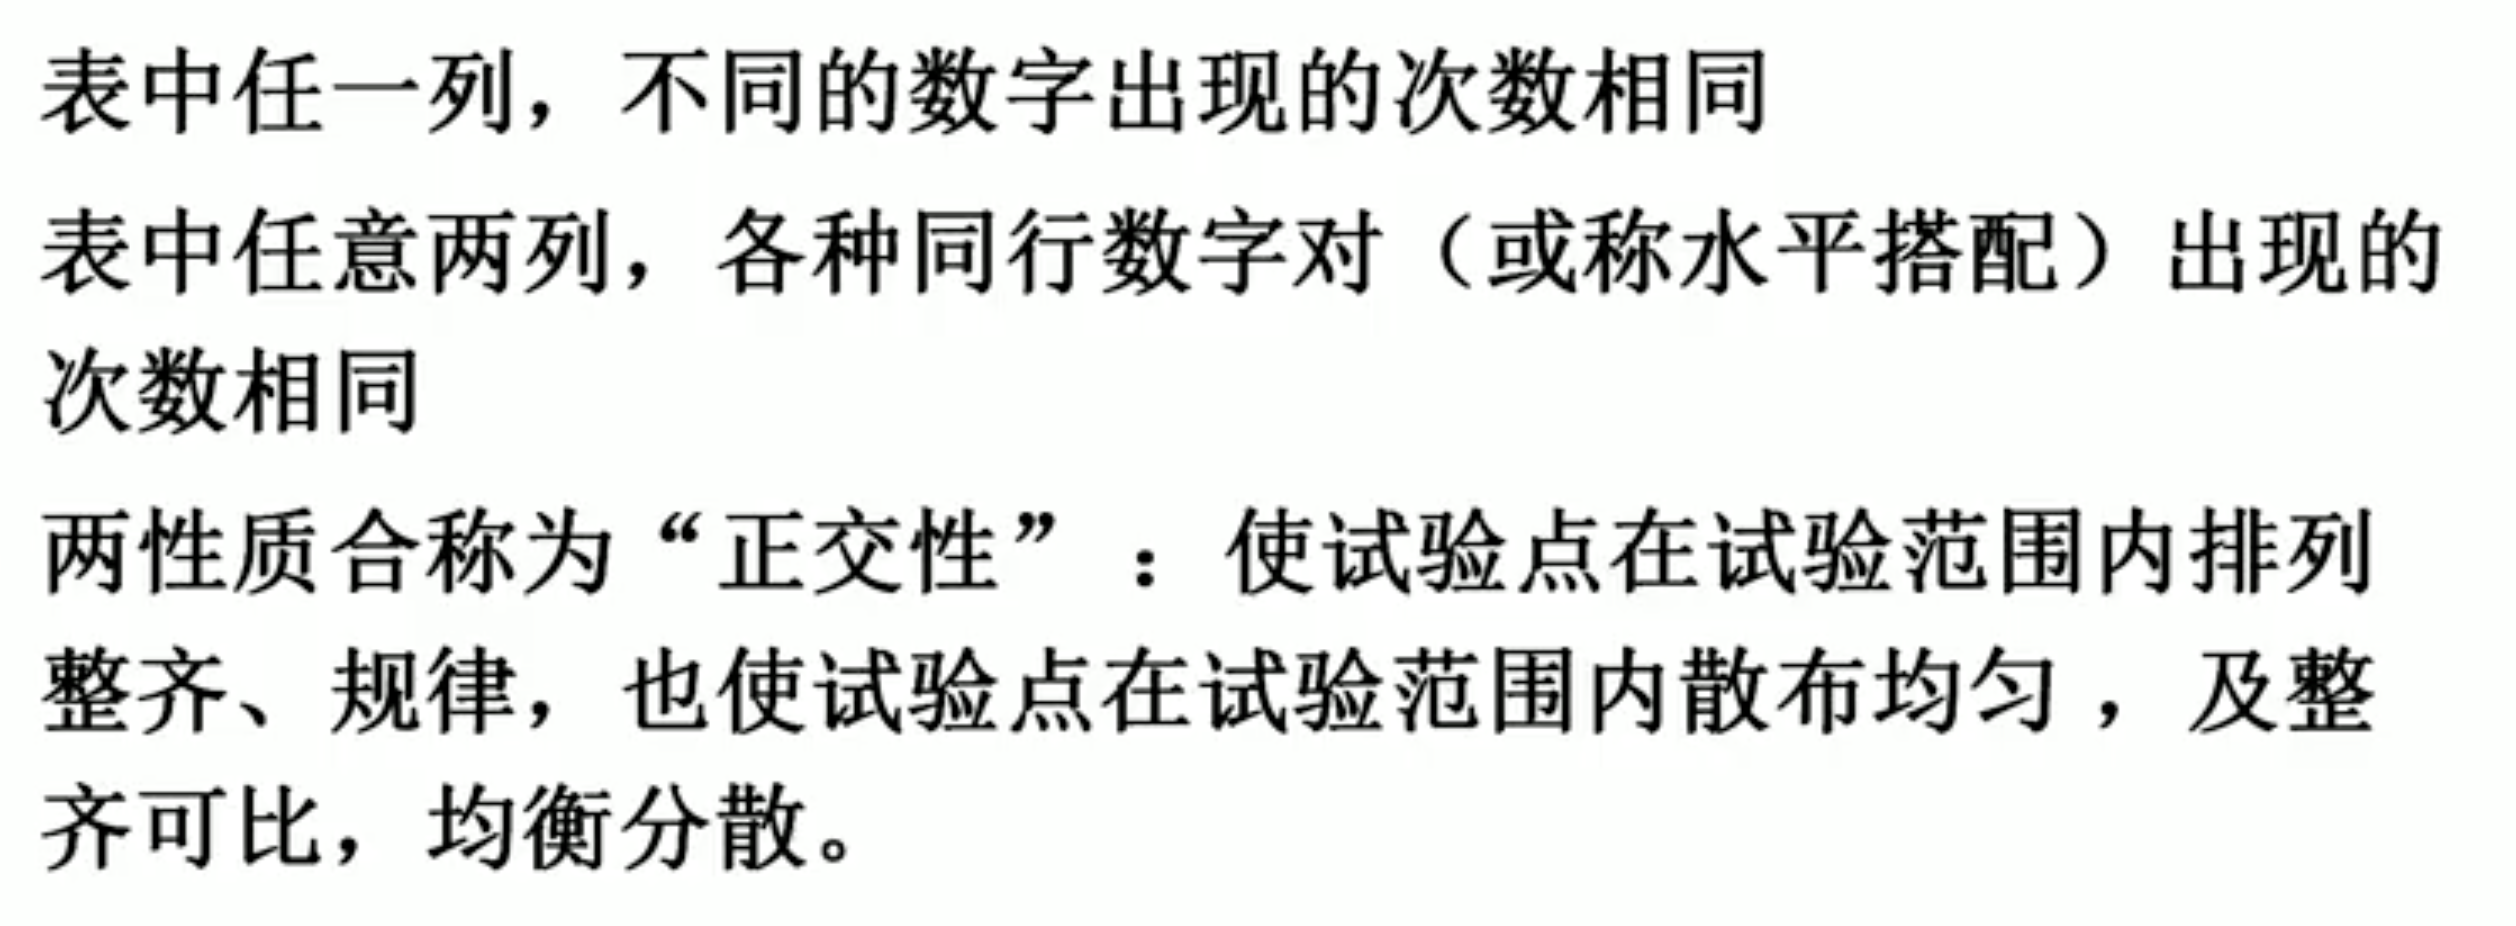 表中任一列，不同的数字出现的次数相同
表中任意两列，各种同行数字对（或称水平搭配）出现的
次数相同
两性质合称为“正交性”：使试验点在试验范围内排列
整齐、规律，也使试验点在试验范围内散布均匀，及整
齐可比，均衡分散。